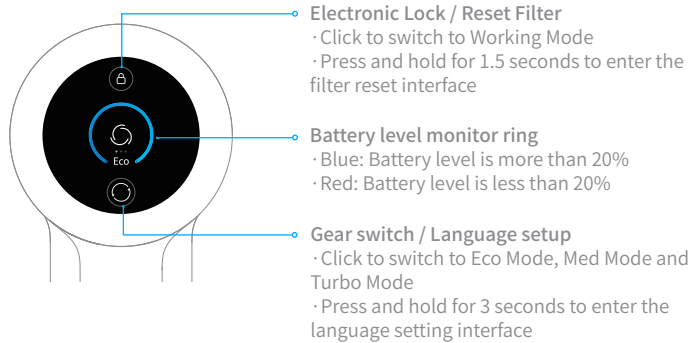 Electronic Lock / Reset Filter
·Click to switch to Working Mode
·Press and hold for 1.5 seconds to enter the
filter reset interface
Battery level monitor ring
·Blue: Battery level is more than 20%
·Red: Battery level is less than 20%
Eco
Gear switch / Language setup
·Click to switch to Eco Mode, Med Mode and
Turbo Mode
·Press and hold for 3 seconds to enter the
language setting interface